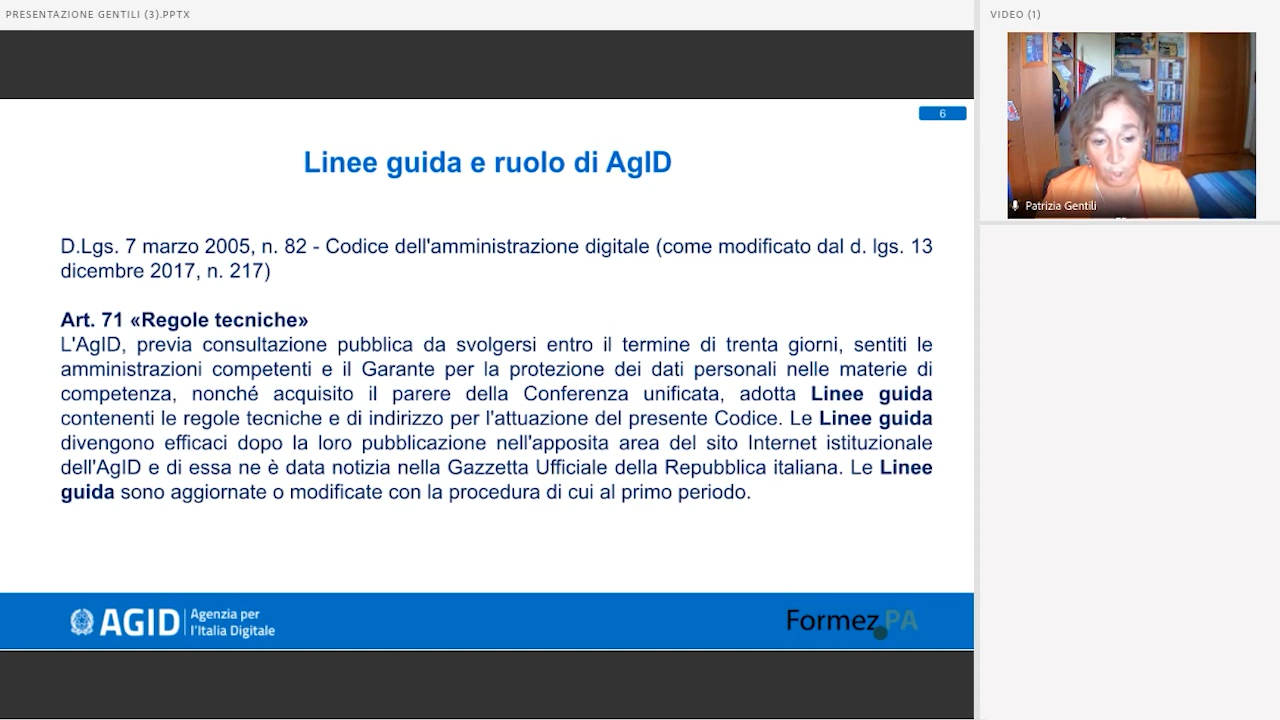 PRESENTAZIONE GENTILI (3).PPTX
VIDEO (1)
Patrizia Gentili
6
Linee guida e ruolo di AgID
D.Lgs. 7 marzo 2005, n. 82 - Codice dell'amministrazione digitale (come modificato dal d. lgs. 13
dicembre 2017, n. 217)
Art. 71 «Regole tecniche»
L'AgID, previa consultazione pubblica da svolgersi entro il termine di trenta giorni, sentiti le
amministrazioni competenti e il Garante per la protezione dei dati personali nelle materie di
competenza, nonché acquisito il parere della Conferenza unificata, adotta Linee guida
contenenti le regole tecniche e di indirizzo per l'attuazione del presente Codice. Le Linee guida
divengono efficaci dopo la loro pubblicazione nell'apposita area del sito Internet istituzionale
dell'AgID e di essa ne è data notizia nella Gazzetta Ufficiale della Repubblica italiana. Le Linee
guida sono aggiornate o modificate con la procedura di cui al primo periodo.
AGID Agenzia per
l'Italia Digitale
Formez PA